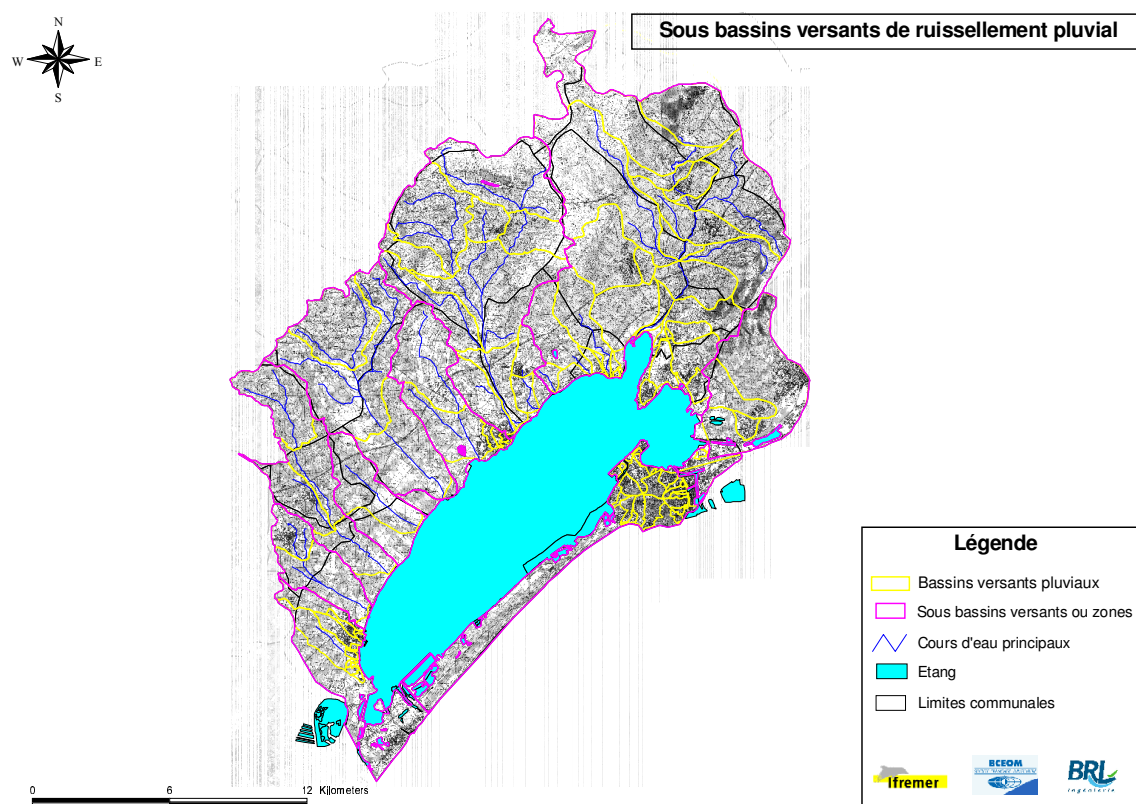 Sous bassins versants de ruissellement pluvial
N
W
E
S
Légende
Bassins versants pluviaux
Sous bassins versants ou zones
Cours d'eau principaux
Etang
Limites communales
Ifremer
BCEOM
BRL
Ingénierie
0
6
12 Kilometers